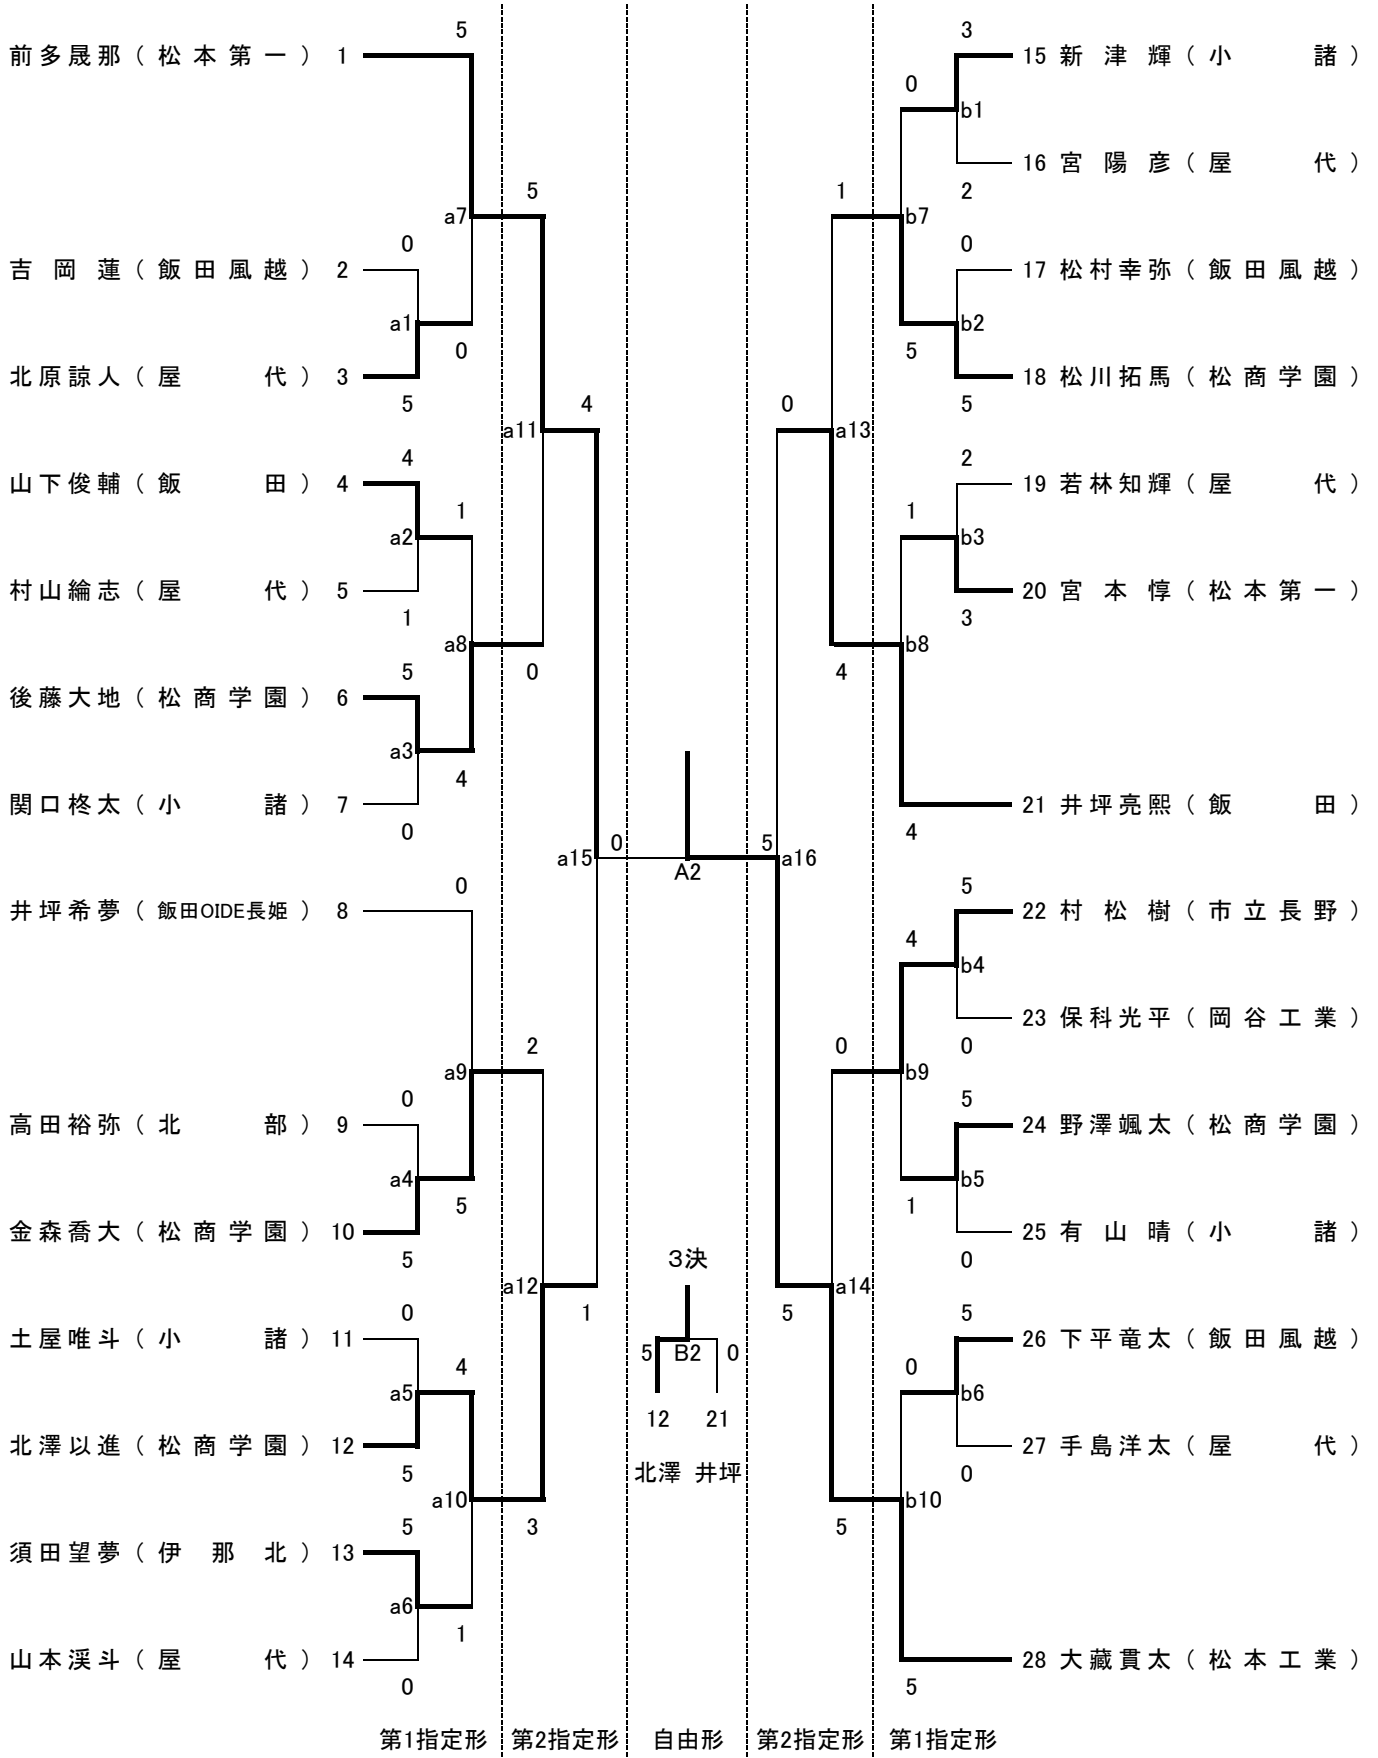 5
前多晟那（松本第一） 1
吉岡蓮（飯田風越） 2
0
a1
北原諒人（屋代） 3
5
a7
0
山下俊輔（飯田） 4
4
a2
村山綸志（屋代） 5
1
1
a8
後藤大地（松商学園） 6
5
a3
関口柊太（小諸） 7
0
4
5
a11
0
井坪希夢（飯田OIDE長姫） 8
0
a9
高田裕弥（北部） 9
0
a4
金森喬大（松商学園） 10
5
5
土屋唯斗（小諸） 11
0
a5
北澤以進（松商学園） 12
5
4
a10
須田望夢（伊那北） 13
5
a6
山本渓斗（屋代） 14
0
1
2
a12
3
4
a15
1
0
A2
5
3決
5 B2 0
12 21
北澤 井坪
3
15 新津輝（小諸）
0
b1
16 宮陽彦（屋代）
2
1
b7
0
17 松村幸弥（飯田風越）
b2
5
18 松川拓馬（松商学園）
5
0
a13
2
19 若林知輝（屋代）
1
b3
20 宮本惇（松本第一）
3
4
b8
21 井坪亮熙（飯田）
4
a16
5
22 村松樹（市立長野）
4
b4
23 保科光平（岡谷工業）
0
0
b9
5
24 野澤颯太（松商学園）
b5
1
25 有山晴（小諸）
0
5
a14
5
26 下平竜太（飯田風越）
0
b6
27 手島洋太（屋代）
0
5
b10
28 大藏貫太（松本工業）
5
第1指定形 第2指定形 自由形 第2指定形 第1指定形